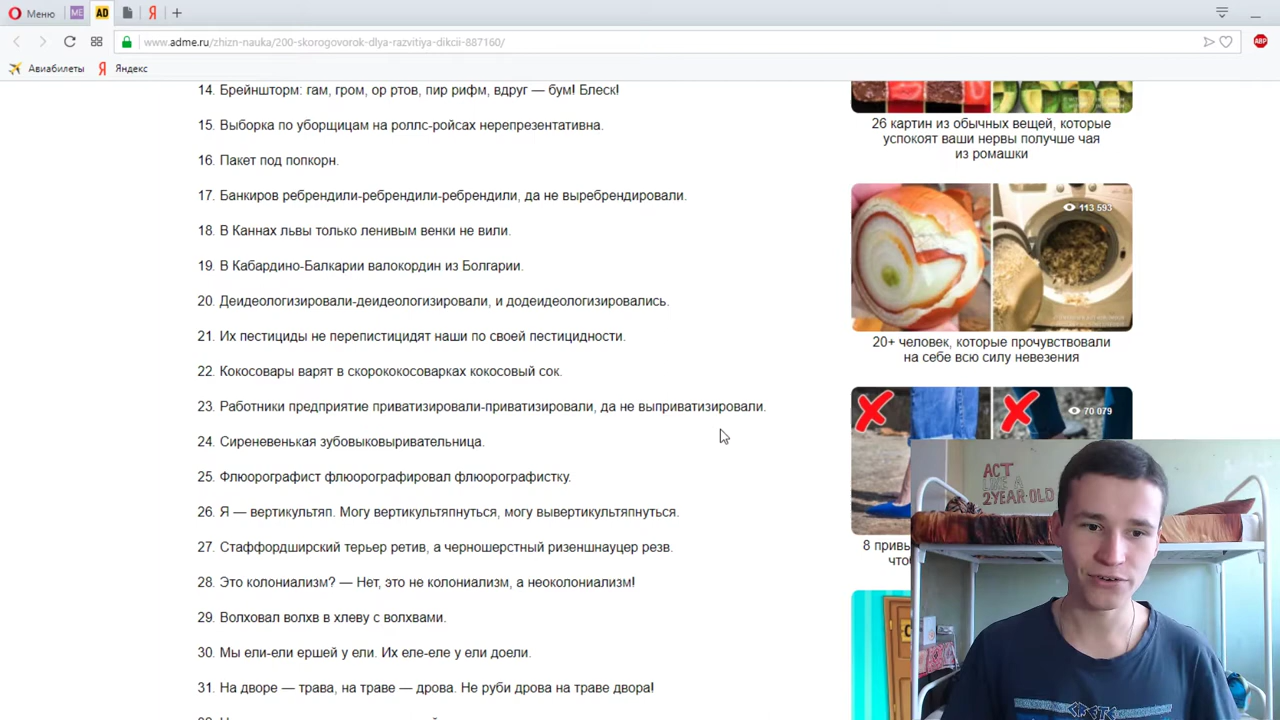 Меню
ME
AD
Я
www.adme.ru/zhizn-nauka/200-skorogovorok-dlya-razvitiya-dikcii-887160/
ABP
Авиабилеты
Я Яндекс
14. Брейншторм: гам, гром, ор ртов, пир рифм, вдруг — бум! Блеск!
15. Выборка по уборщицам на роллс-ройсах нерепрезентативна.
16. Пакет под попкорн.
17. Банкиров ребрендили-ребрендили-ребрендили, да не выребрендировали.
18. В Каннах львы только ленивым венки не вили.
19. В Кабардино-Балкарии валокордин из Болгарии.
20. Деидеологизировали-деидеологизировали, и додеидеологизировались.
21. Их пестициды не перепистицидят наши по своей пестицидности.
22. Кокосовары варят в скорококосоварках кокосовый сок.
23. Работники предприятие приватизировали-приватизировали, да не выприватизировали.
24. Сиреневенькая зубовыковыривательница.
25. Флюорографист флюорографировал флюорографистку.
26. Я — вертикультяп. Могу вертикультяпнуться, могу вывертикультяпнуться.
27. Стаффордширский терьер ретив, а черношерстный ризеншнауцер резв.
28. Это колониализм? — Нет, это не колониализм, а неоколониализм!
29. Волховал волхв в хлеву с волхвами.
30. Мы ели-ели ершей у ели. Их еле-еле у ели доели.
31. На дворе — трава, на траве — дрова. Не руби дрова на траве двора!
26 картин из обычных вещей, которые
успокоят ваши нервы получше чая
из ромашки
113 593
20+ человек, которые прочувствовали
на себе всю силу невезения
70 079
8 привы
ACT
LIKE A
2YEAR-OLD